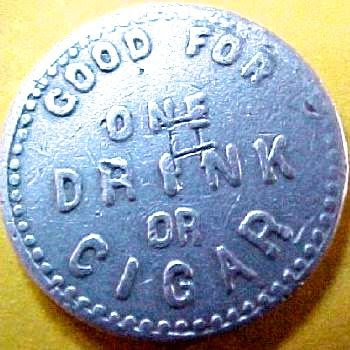 GOOD FOR
ONE
H
DRINK
OR
CIGAR